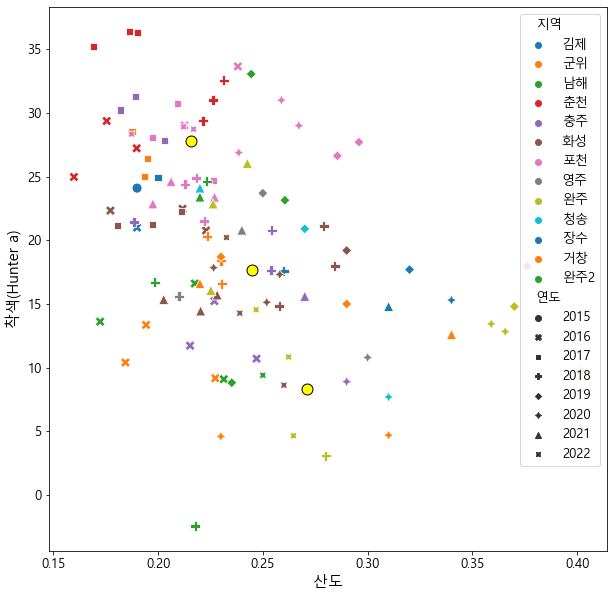 지역
김제
군위
남해
춘천
충주
화성
포천
영주
완주
청송
장수
거창
완주2
연도
2015
2016
2017
2018
2019
2020
2021
2022
착색(Hunter a)
35
30
25
20
15
10
5
0
0.15 0.20 0.25 0.30 0.35 0.40
산도